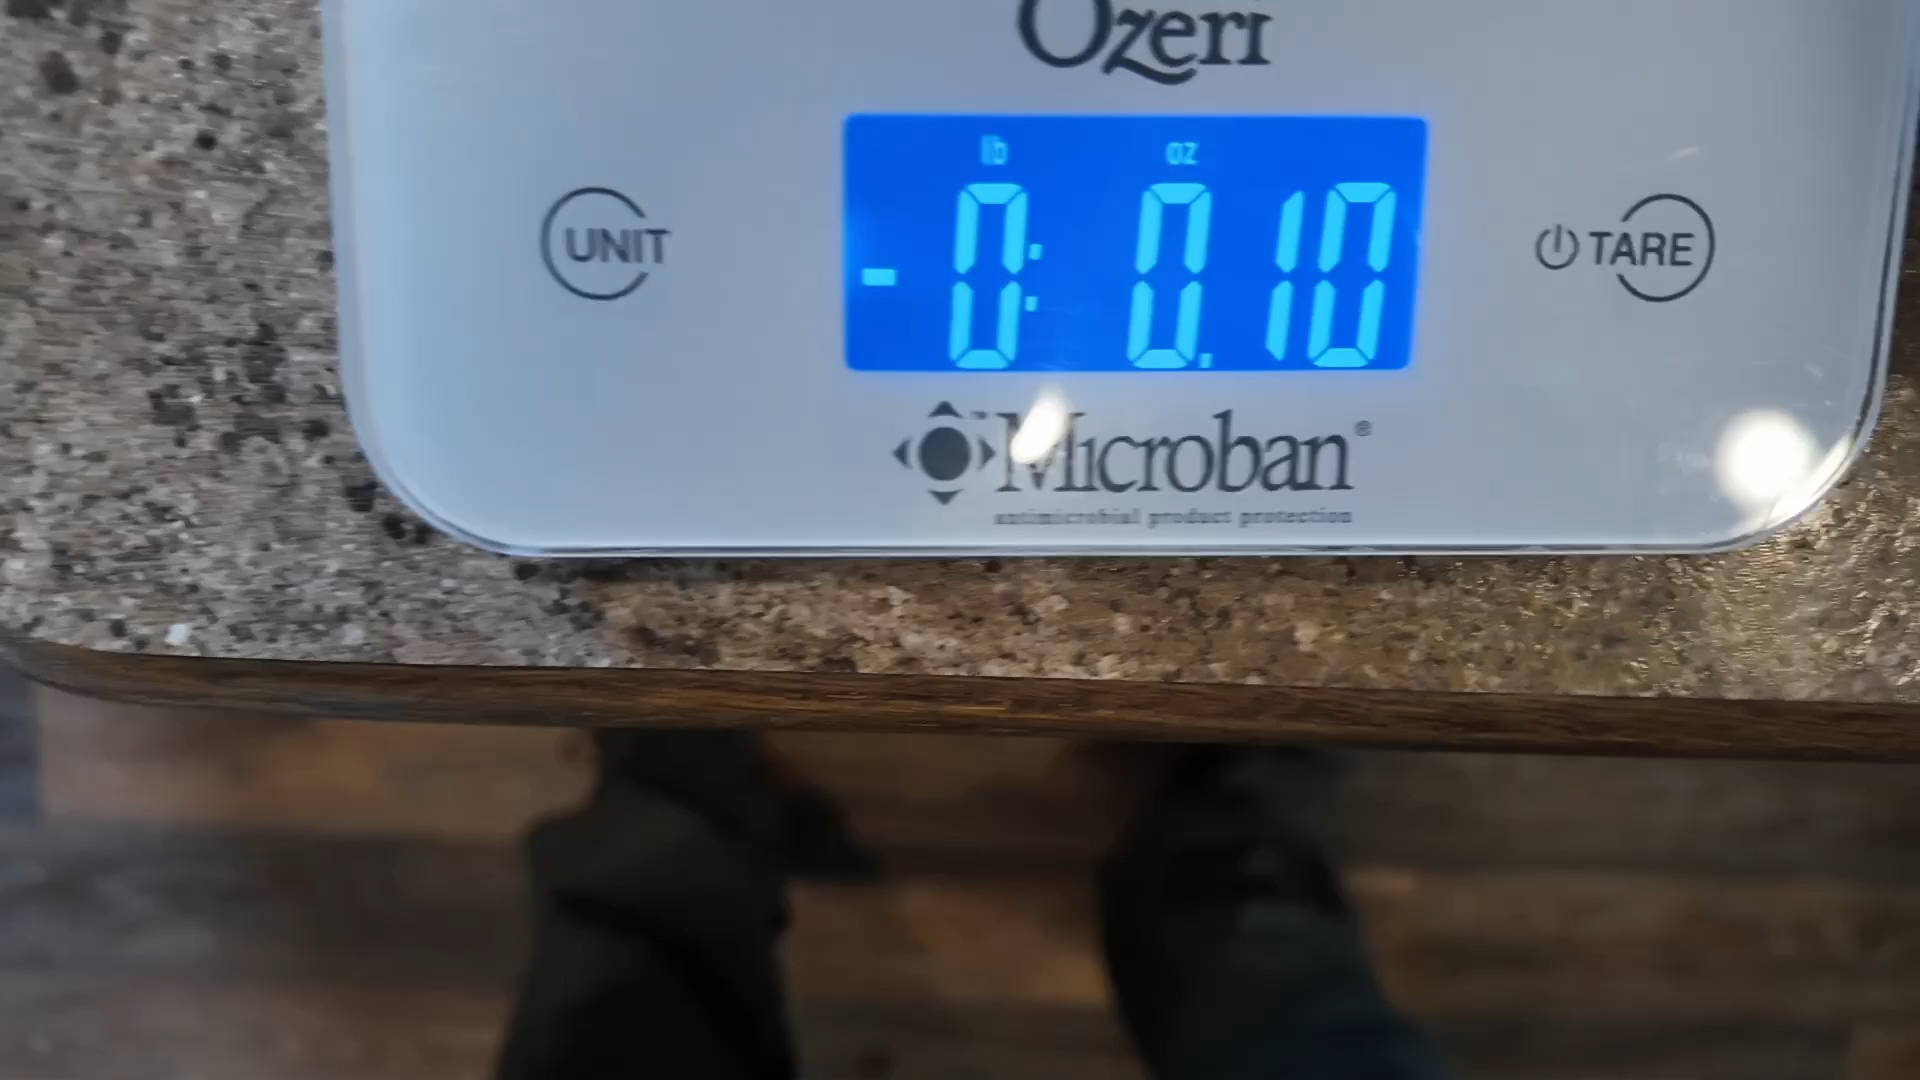 Ozeri
lb oz
UNIT -0:0.10 ⏻ TARE
Microban®
antimicrobial product protection